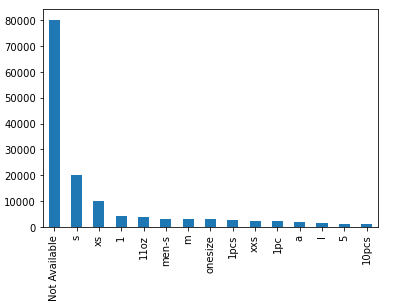 80000
70000
60000
50000
40000
30000
20000
10000
0
Not Available
s
xs
1
11oz
men-s
m
onesize
1pcs
xxs
1pc
a
l
5
10pcs